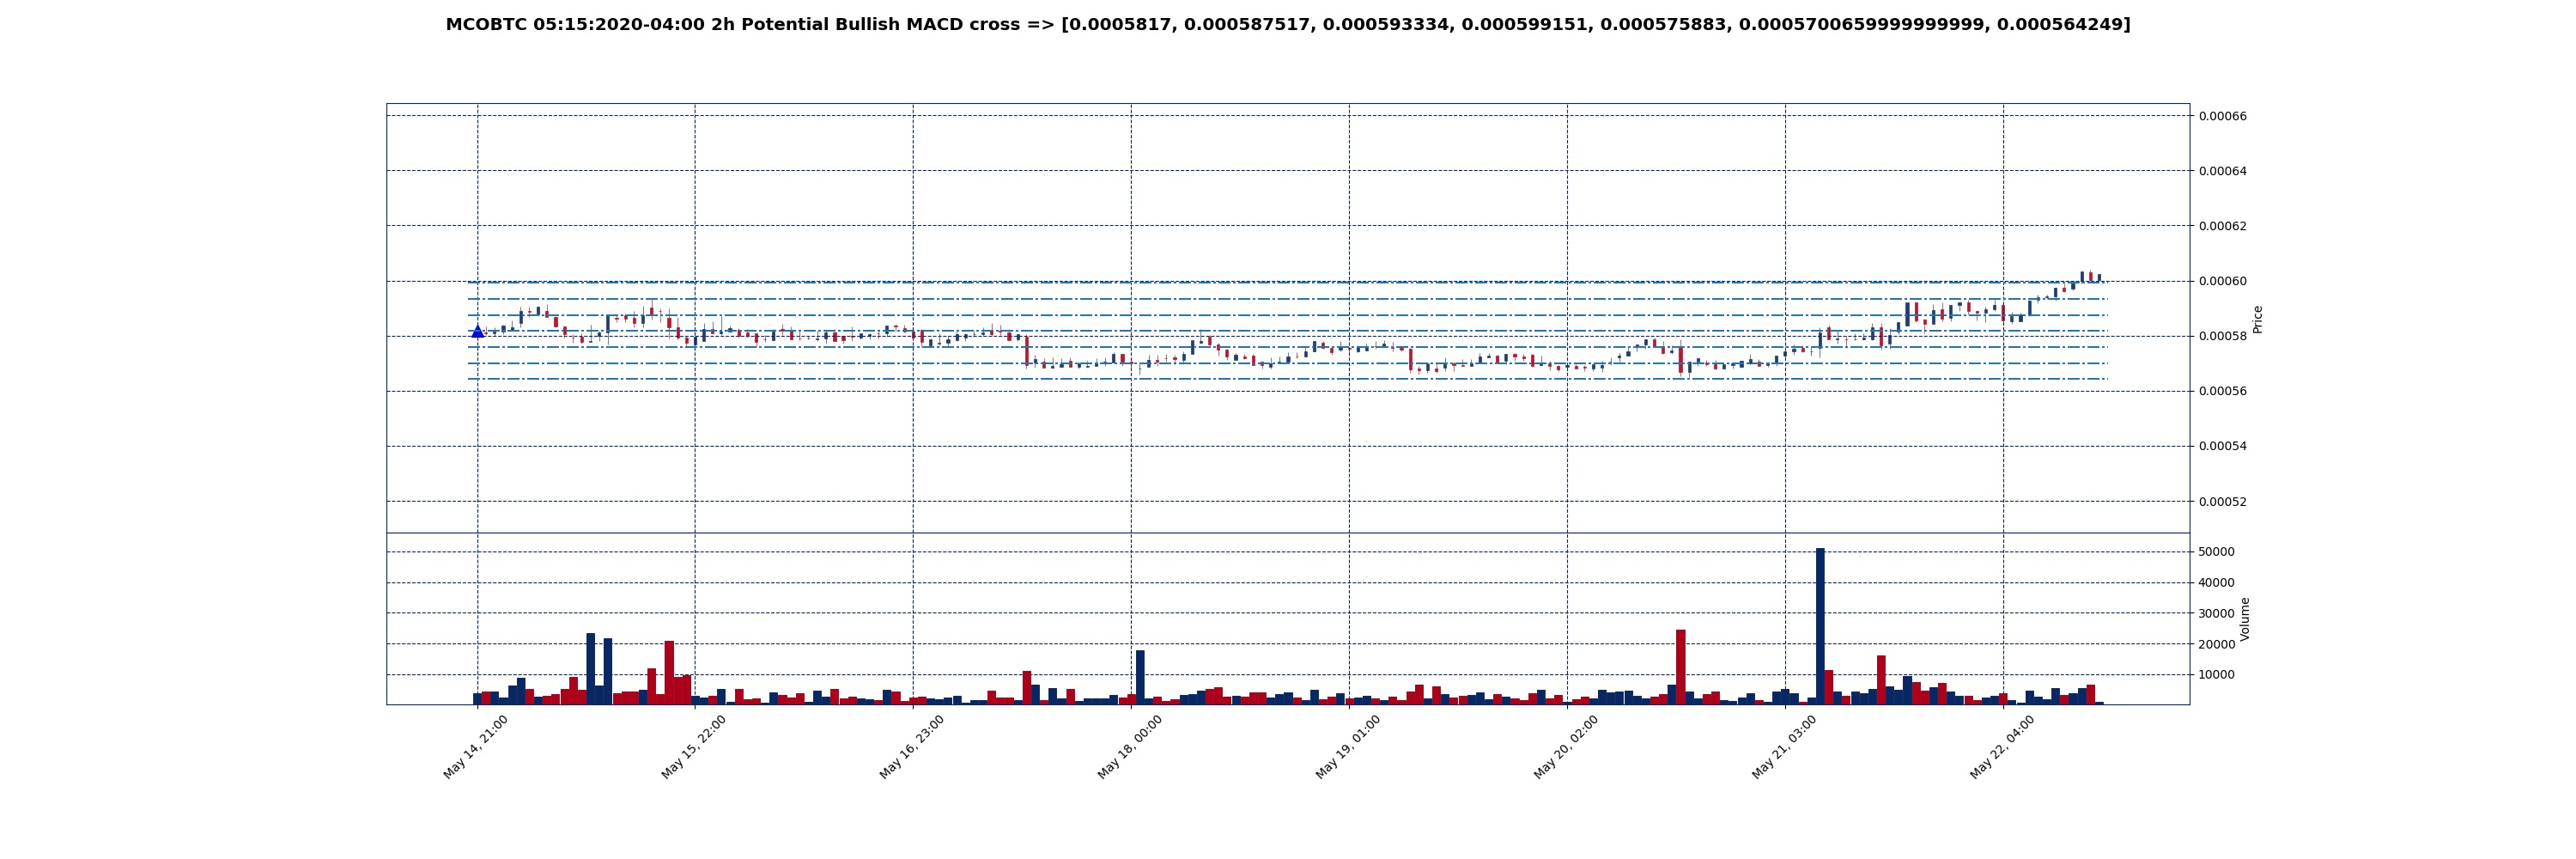 MCOBTC 05:15:2020-04:00 2h Potential Bullish MACD cross => [0.0005817, 0.000587517, 0.000593334, 0.000599151, 0.000575883, 0.0005700659999999999, 0.000564249]
0.00066
0.00064
0.00062
0.00060
0.00058
0.00056
0.00054
0.00052
Price
50000
40000
30000
20000
10000
Volume
May 14, 21:00
May 15, 22:00
May 16, 23:00
May 18, 00:00
May 19, 01:00
May 20, 02:00
May 21, 03:00
May 22, 04:00